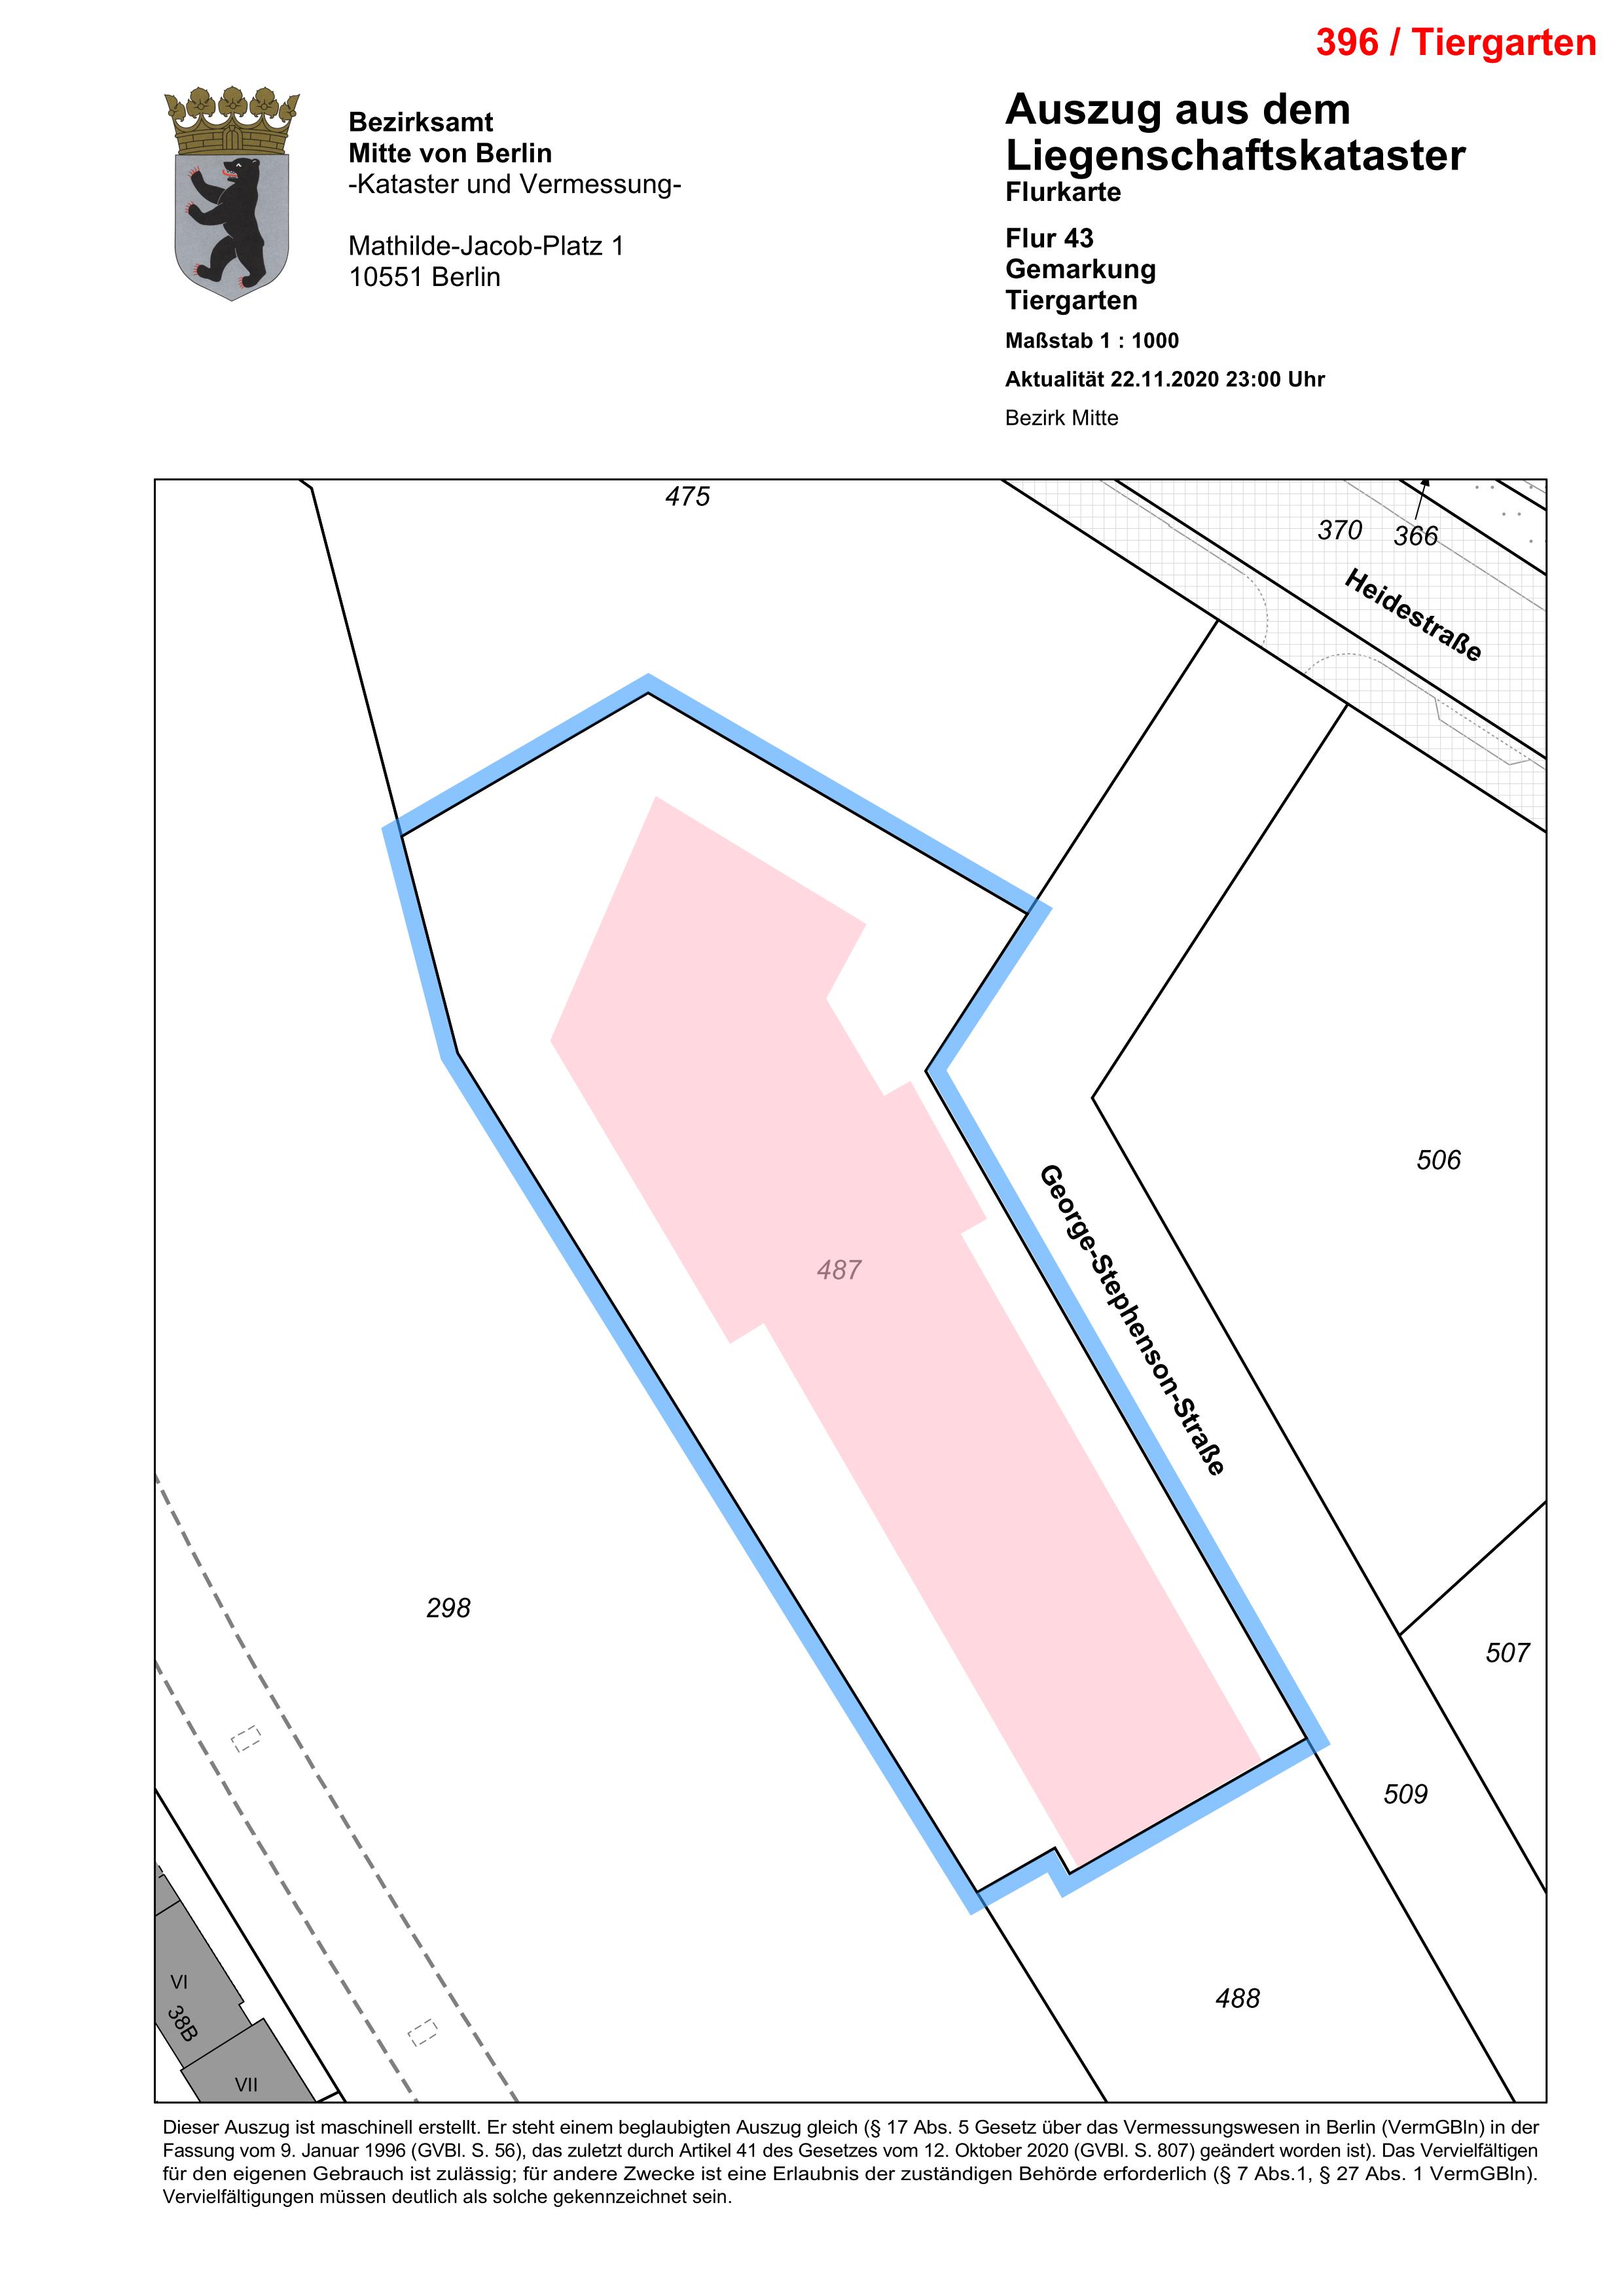 396 / Tiergarten
Bezirksamt
Mitte von Berlin
-Kataster und Vermessung-
Mathilde-Jacob-Platz 1
10551 Berlin
Auszug aus dem
Liegenschaftskataster
Flurkarte
Flur 43
Gemarkung
Tiergarten
Maßstab 1 : 1000
Aktualität 22.11.2020 23:00 Uhr
Bezirk Mitte
475
370
366
Heidestraße
506
George-Stephenson-Straße
487
298
507
509
488
VI
38B
VII
Dieser Auszug ist maschinell erstellt. Er steht einem beglaubigten Auszug gleich (§ 17 Abs. 5 Gesetz über das Vermessungswesen in Berlin (VermGBln) in der
Fassung vom 9. Januar 1996 (GVBl. S. 56), das zuletzt durch Artikel 41 des Gesetzes vom 12. Oktober 2020 (GVBl. S. 807) geändert worden ist). Das Vervielfältigen
für den eigenen Gebrauch ist zulässig; für andere Zwecke ist eine Erlaubnis der zuständigen Behörde erforderlich (§ 7 Abs.1, § 27 Abs. 1 VermGBln).
Vervielfältigungen müssen deutlich als solche gekennzeichnet sein.